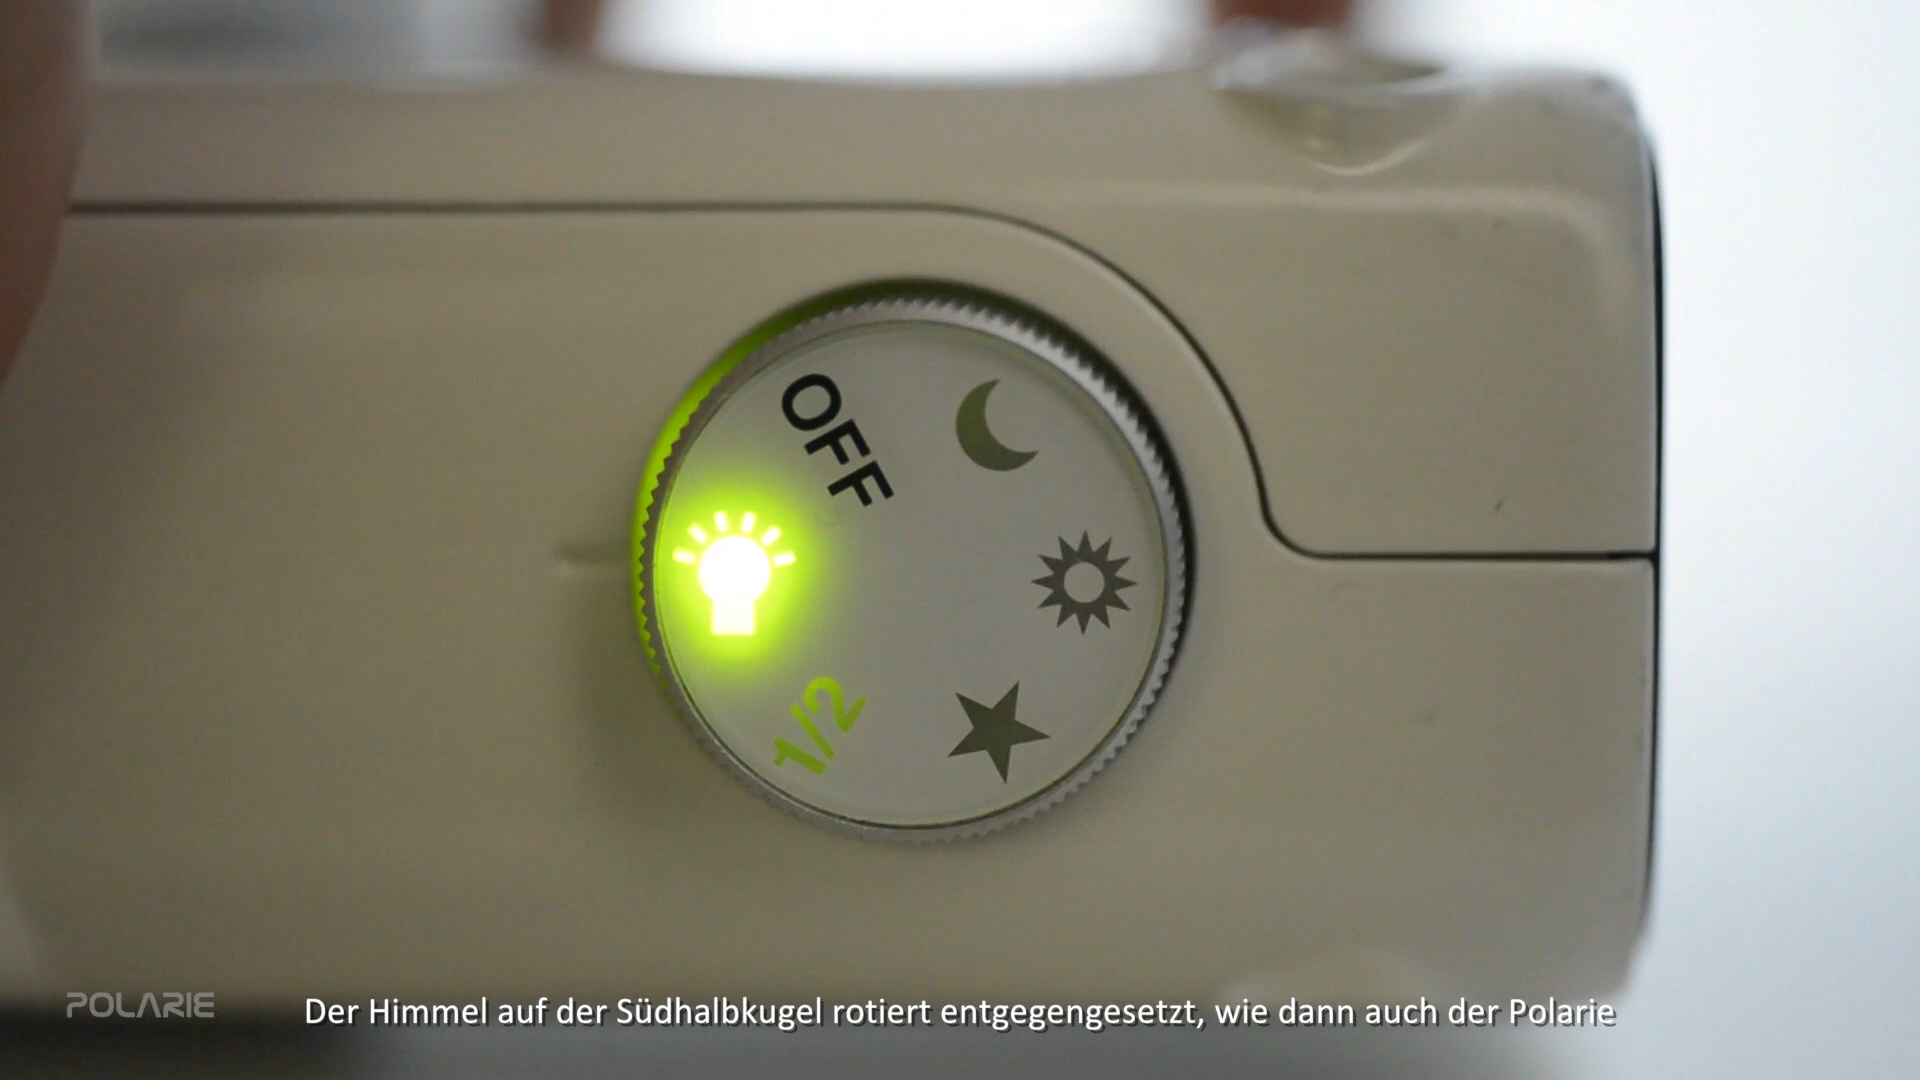 OFF
1/2
POLARIE
Der Himmel auf der Südhalbkugel rotiert entgegengesetzt, wie dann auch der Polarie